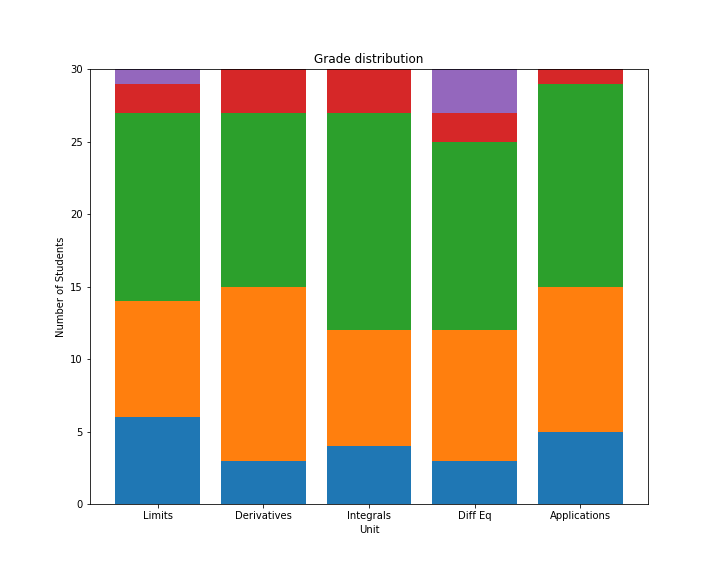 Grade distribution
30
25
20
15
10
5
0
Number of Students
Limits Derivatives Integrals Diff Eq Applications
Unit